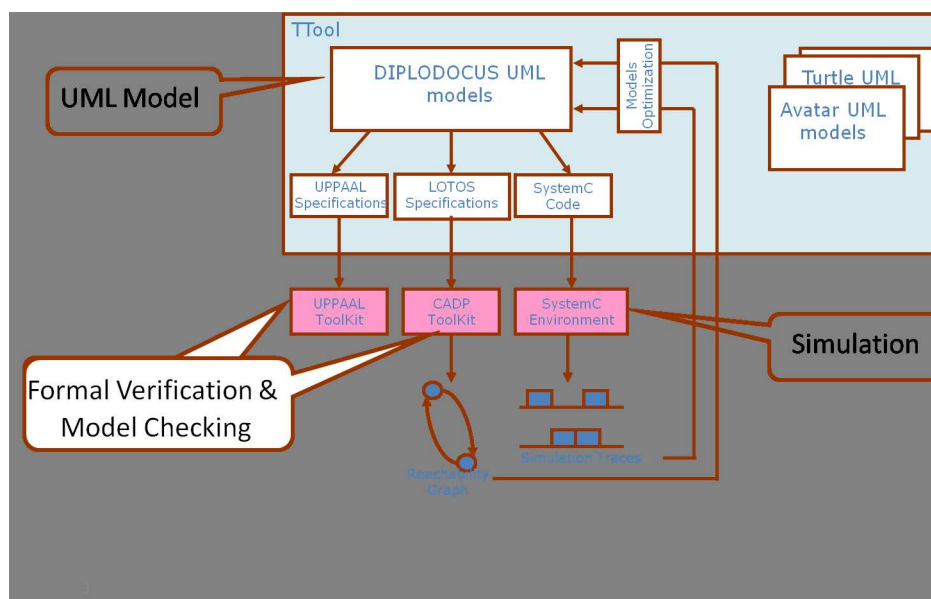 TTool
DIPLODOCUS UML
models
Models
Optimization
Turtle UML
Avatar UML
models
UML Model
UPPAAL
Specifications
LOTOS
Specifications
SystemC
Code
UPPAAL
ToolKit
CADP
ToolKit
SystemC
Environment
Simulation
Formal Verification &
Model Checking
Simulation Traces
Reachability
Graph
3